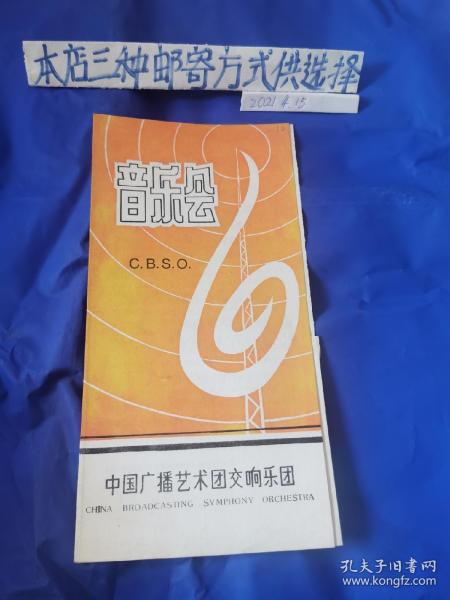 本店三种邮寄方式供选择
2021.4.15
音乐会
C.B.S.O.
中国广播艺术团交响乐团
CHINA BROADCASTING SYMPHONY ORCHESTRA
孔夫子旧书网
www.kongfz.com